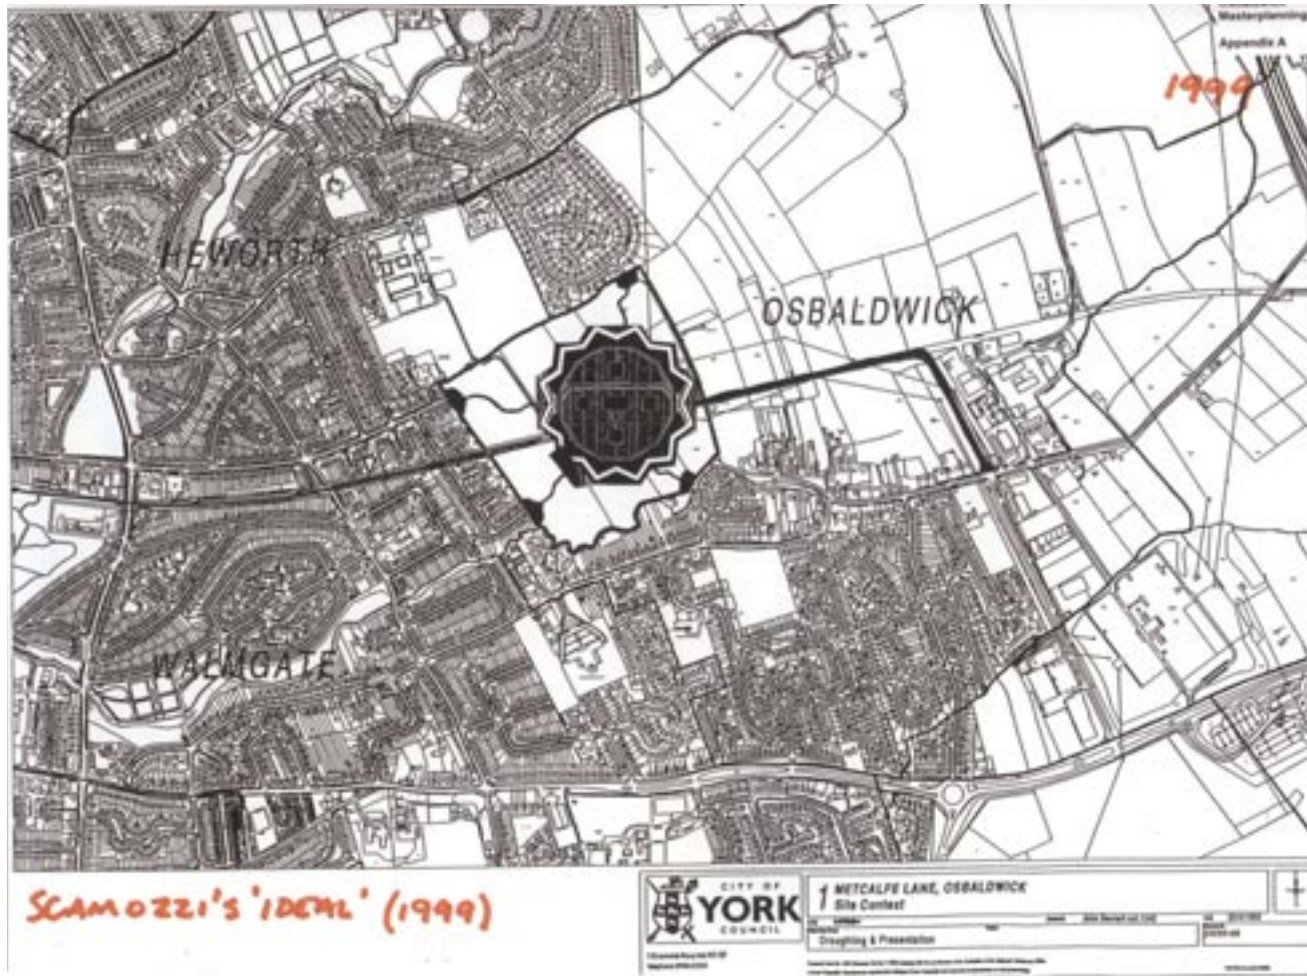 Masterplanning
Appendix A
1999
HEWORTH
OSBALDWICK
WALMGATE
SCAMOZZI'S 'IDEAL' (1999)
CITY OF
YORK
COUNCIL
1 METCALFE LANE, OSBALDWICK
Site Context
Draughting & Presentation